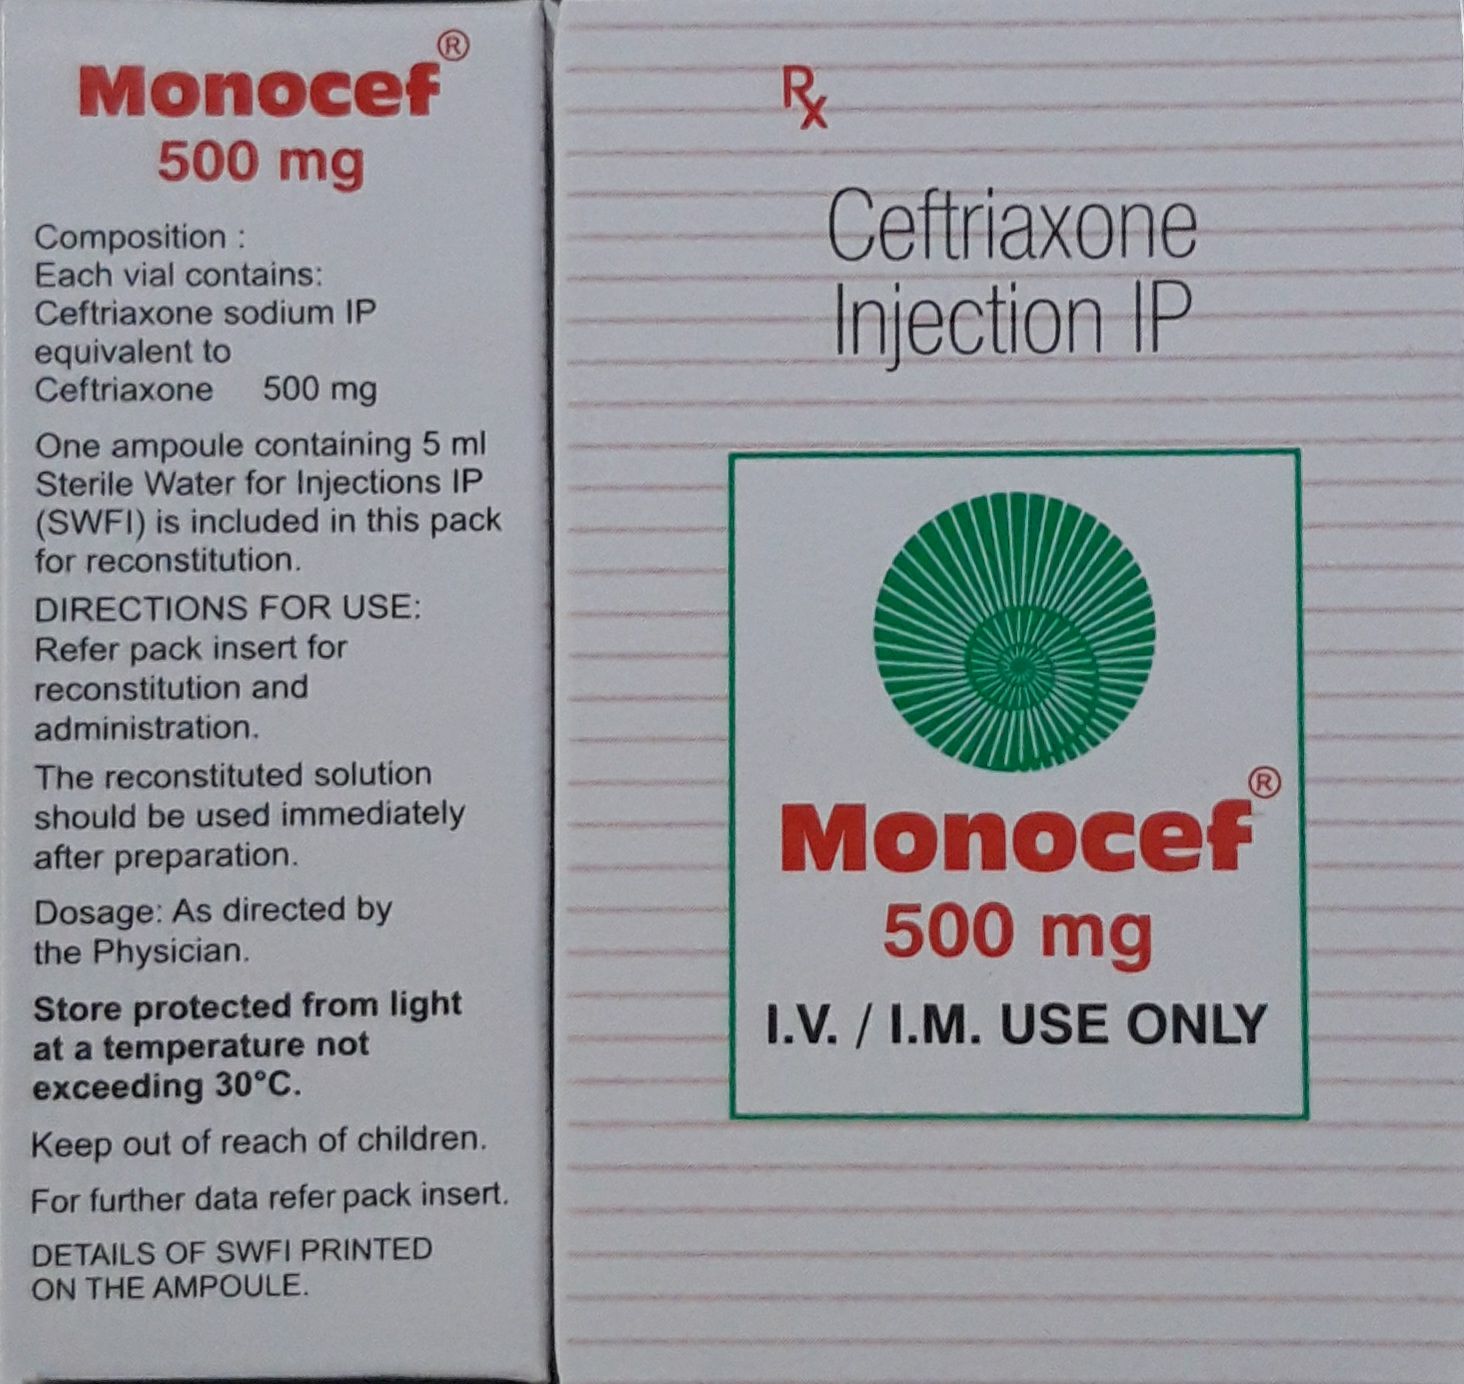 Monocef®
500 mg
Composition :
Each vial contains:
Ceftriaxone sodium IP
equivalent to
Ceftriaxone 500 mg
One ampoule containing 5 ml
Sterile Water for Injections IP
(SWFI) is included in this pack
for reconstitution.
DIRECTIONS FOR USE:
Refer pack insert for
reconstitution and
administration.
The reconstituted solution
should be used immediately
after preparation.
Dosage: As directed by
the Physician.
Store protected from light
at a temperature not
exceeding 30°C.
Keep out of reach of children.
For further data refer pack insert.
DETAILS OF SWFI PRINTED
ON THE AMPOULE.
Rx
Ceftriaxone
Injection IP
Monocef®
500 mg
I.V. / I.M. USE ONLY